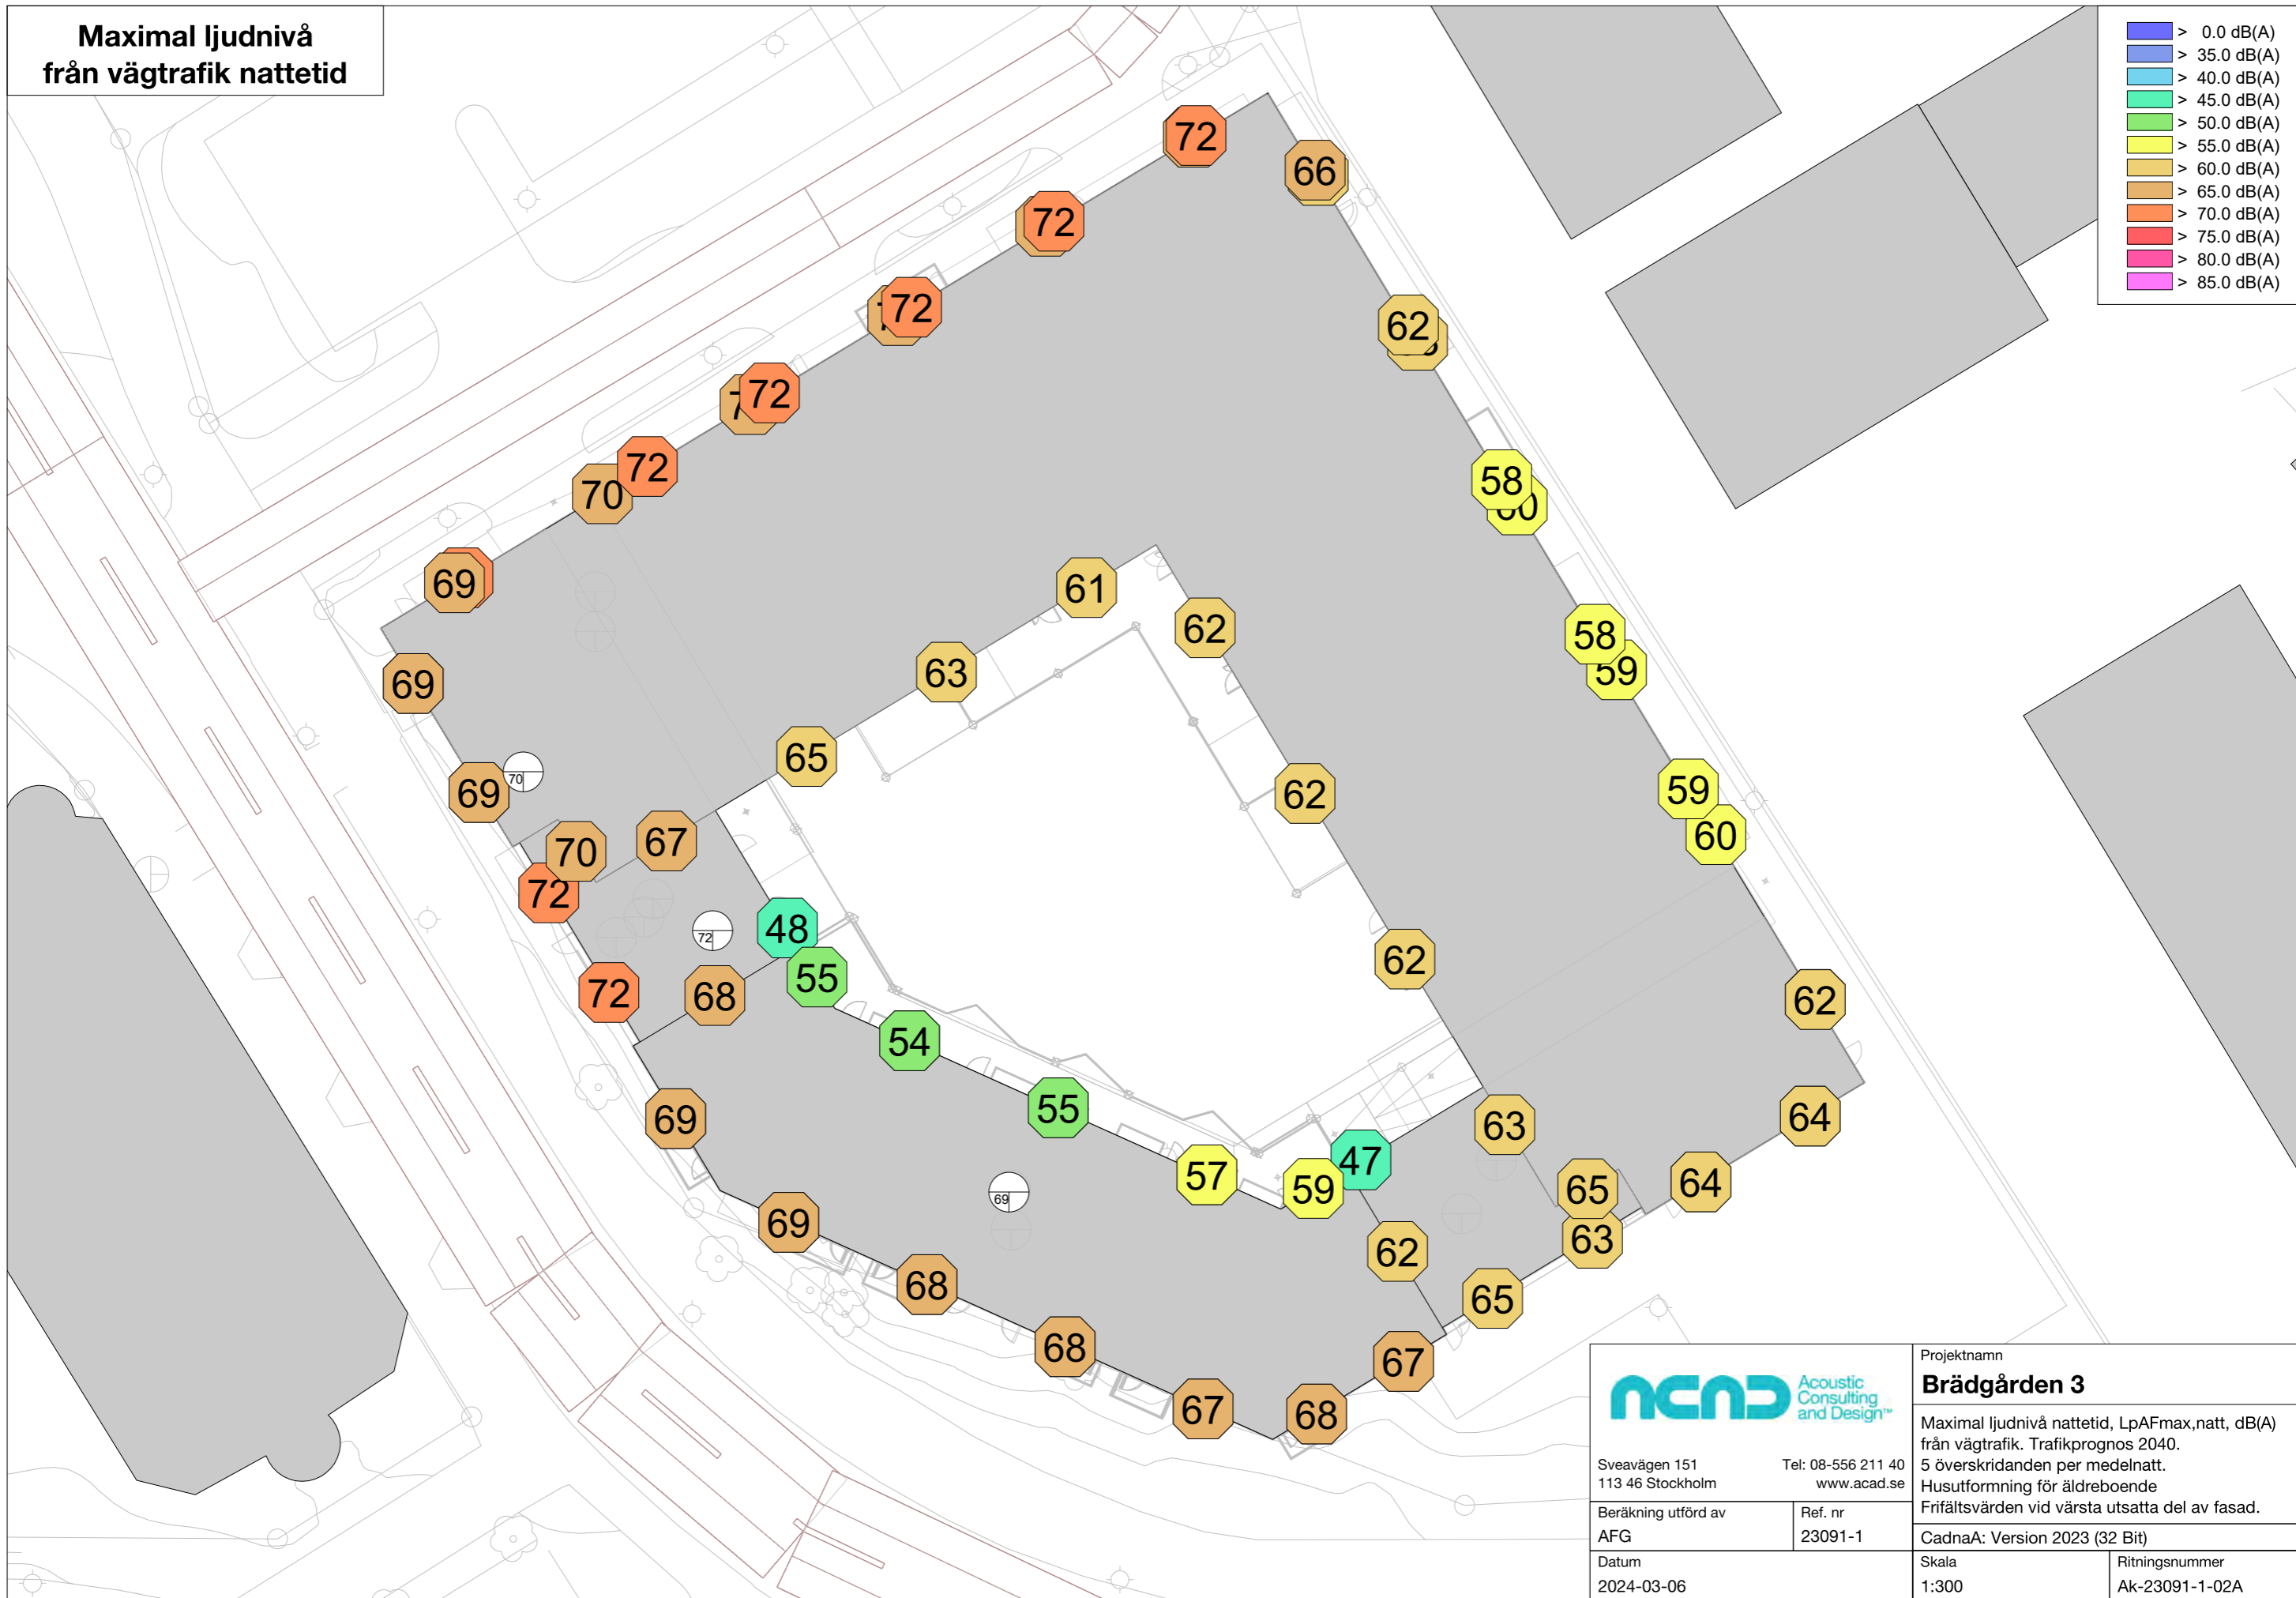 Maximal ljudnivå
från vägtrafik nattetid
> 0.0 dB(A)
> 35.0 dB(A)
> 40.0 dB(A)
> 45.0 dB(A)
> 50.0 dB(A)
> 55.0 dB(A)
> 60.0 dB(A)
> 65.0 dB(A)
> 70.0 dB(A)
> 75.0 dB(A)
> 80.0 dB(A)
> 85.0 dB(A)
72
66
72
72
62
72
72
70
58
60
69
61
62
58
59
63
69
65
69
70
62
59
60
67
70
72
48
72
55
62
72
68
62
54
69
55
63
64
47
57
59
65
64
69
69
62
63
68
65
68
67
67
68
ACAD
Acoustic
Consulting
and Design™
Sveavägen 151
113 46 Stockholm
Tel: 08-556 211 40
www.acad.se
Beräkning utförd av
AFG
Ref. nr
23091-1
Datum
2024-03-06
Projektnamn
Brädgården 3
Maximal ljudnivå nattetid, LpAFmax,natt, dB(A)
från vägtrafik. Trafikprognos 2040.
5 överskridanden per medelnatt.
Husutformning för äldreboende
Frifältsvärden vid värsta utsatta del av fasad.
CadnaA: Version 2023 (32 Bit)
Skala
1:300
Ritningsnummer
Ak-23091-1-02A